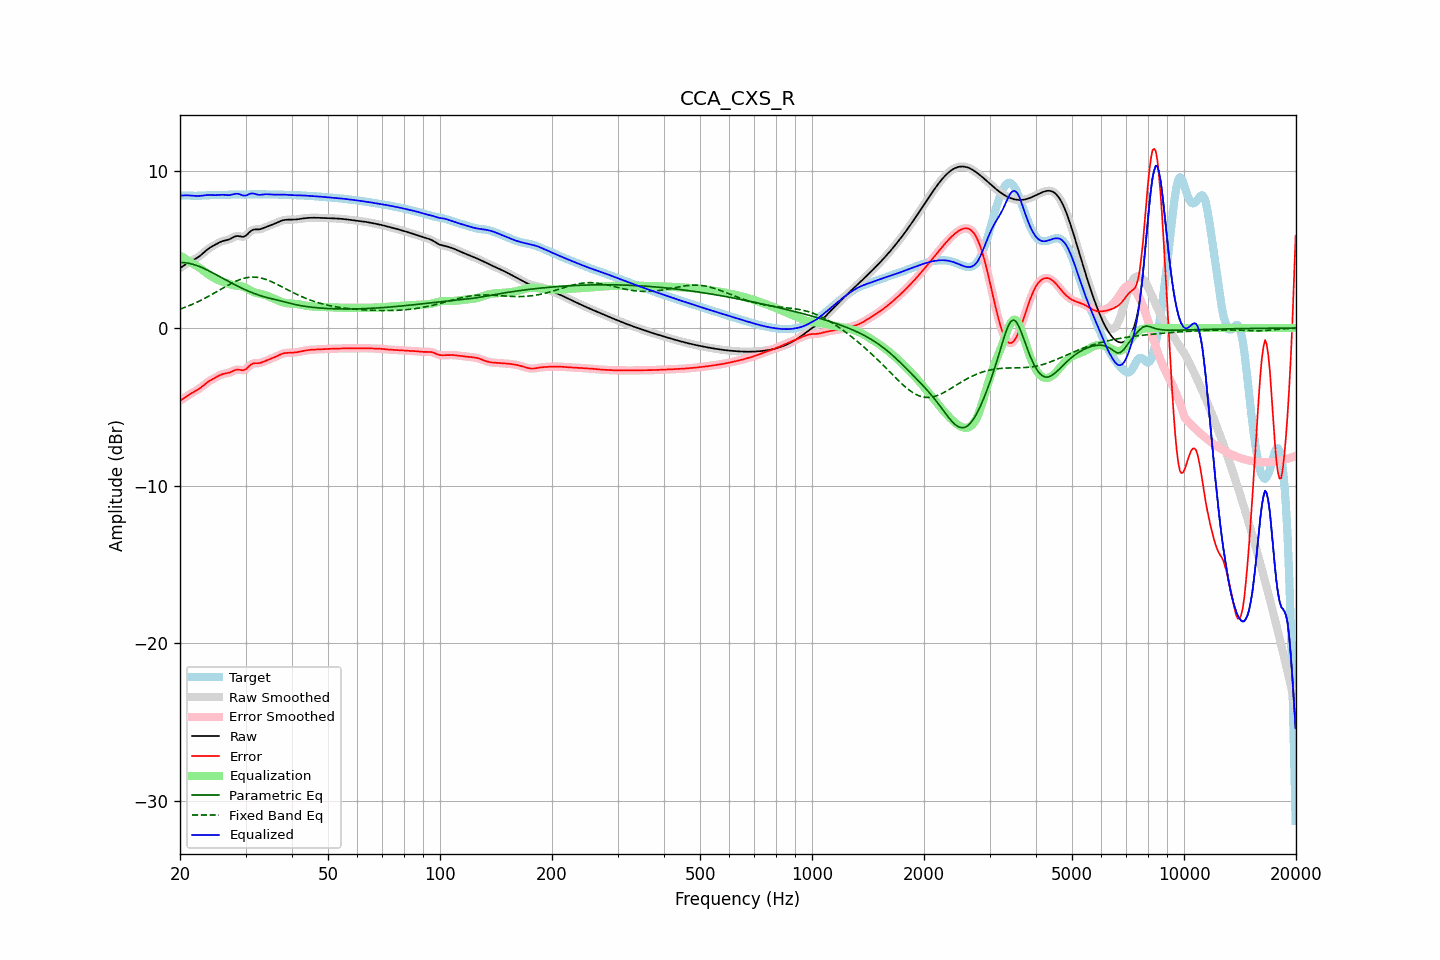 CCA_CXS_R
10
0
−10
−20
−30
Amplitude (dBr)
Target
Raw Smoothed
Error Smoothed
Raw
Error
Equalization
Parametric Eq
Fixed Band Eq
Equalized
20 50 100 200 500 1000 2000 5000 10000 20000
Frequency (Hz)